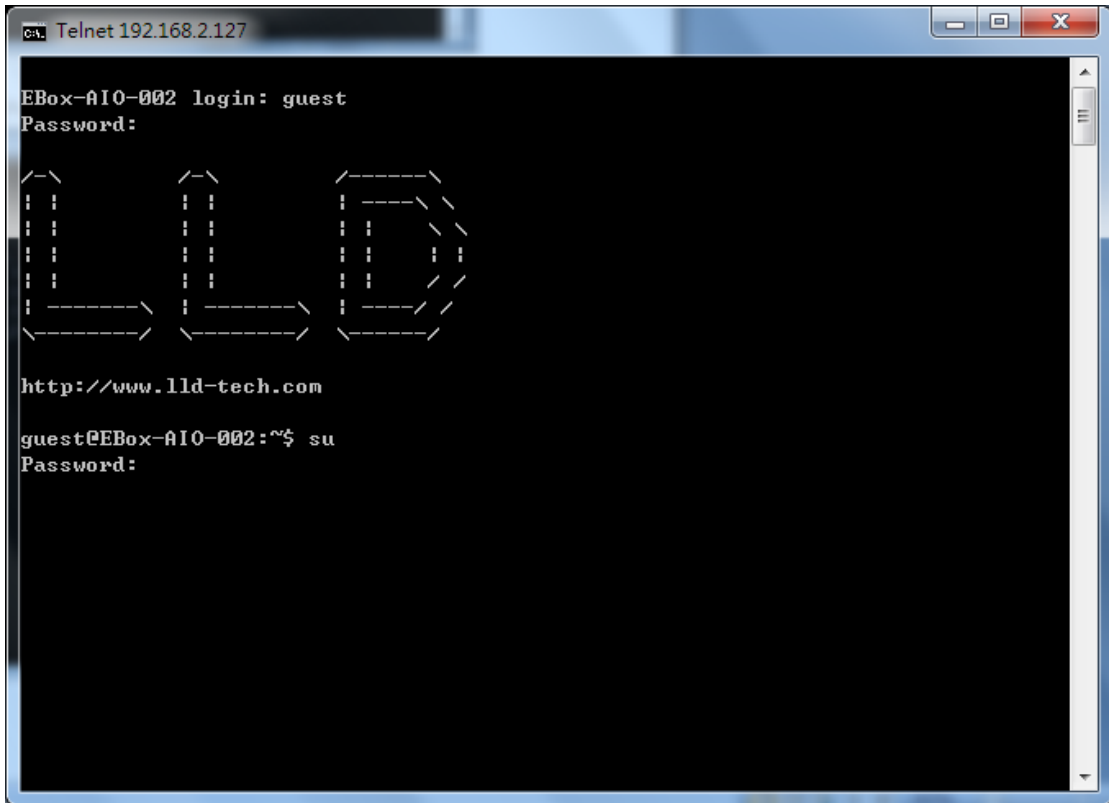 Telnet 192.168.2.127
EBox-AIO-002 login: guest
Password:
/-\       /-\       /------\
| |       | |       | ----\ \
| |       | |       | |    \ \
| |       | |       | |    | |
| |       | |       | |    / /
| -------\  | -------\  | ----/ /
\--------/  \--------/  \------/
http://www.lld-tech.com
guest@EBox-AIO-002:~$ su
Password: